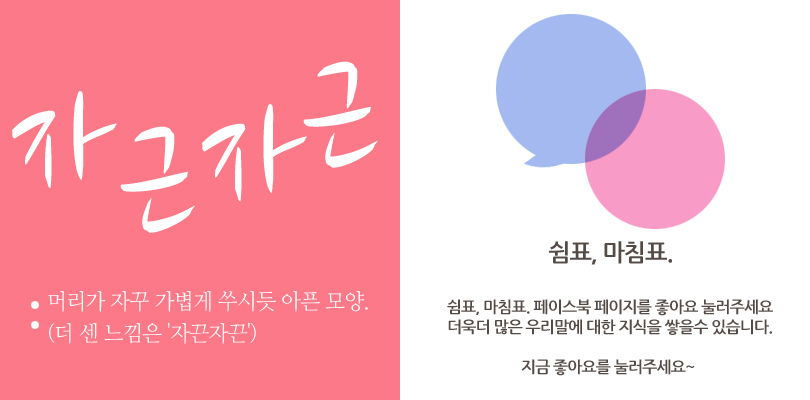 자근자근
: 머리가 자꾸 가볍게 쑤시듯 아픈 모양.
(더 센 느낌은 '자끈자끈')
쉼표, 마침표.
쉼표, 마침표. 페이스북 페이지를 좋아요 눌러주세요
더욱더 많은 우리말에 대한 지식을 쌓을수 있습니다.
지금 좋아요를 눌러주세요~